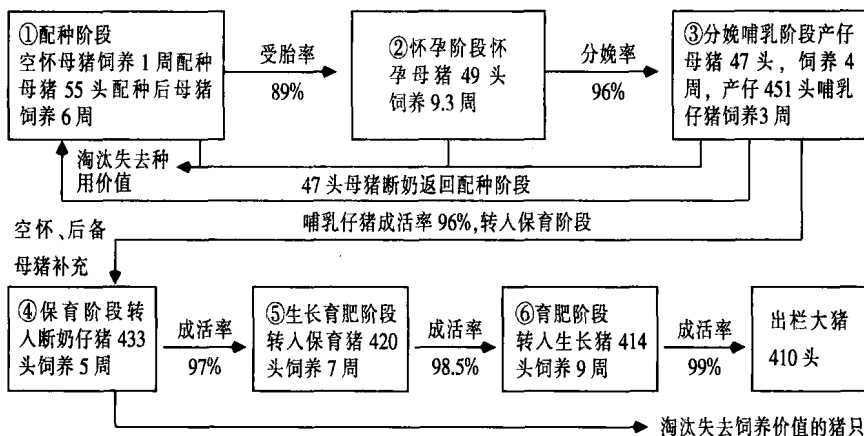 ①配种阶段
空怀母猪饲养1周配种
母猪55头配种后母猪
饲养6周
受胎率
89%
②怀孕阶段怀
孕母猪49头
饲养9.3周
分娩率
96%
③分娩哺乳阶段产仔
母猪47头，饲养4
周，产仔451头哺乳
仔猪饲养3周
淘汰失去种
用价值
47头母猪断奶返回配种阶段
哺乳仔猪成活率96%,转入保育阶段
空怀、后备
母猪补充
④保育阶段转
入断奶仔猪433
头饲养5周
成活率
97%
⑤生长育肥阶段
转入保育猪420
头饲养7周
成活率
98.5%
⑥育肥阶段
转入生长猪414
头饲养9周
成活率
99%
出栏大猪
410头
淘汰失去饲养价值的猪只